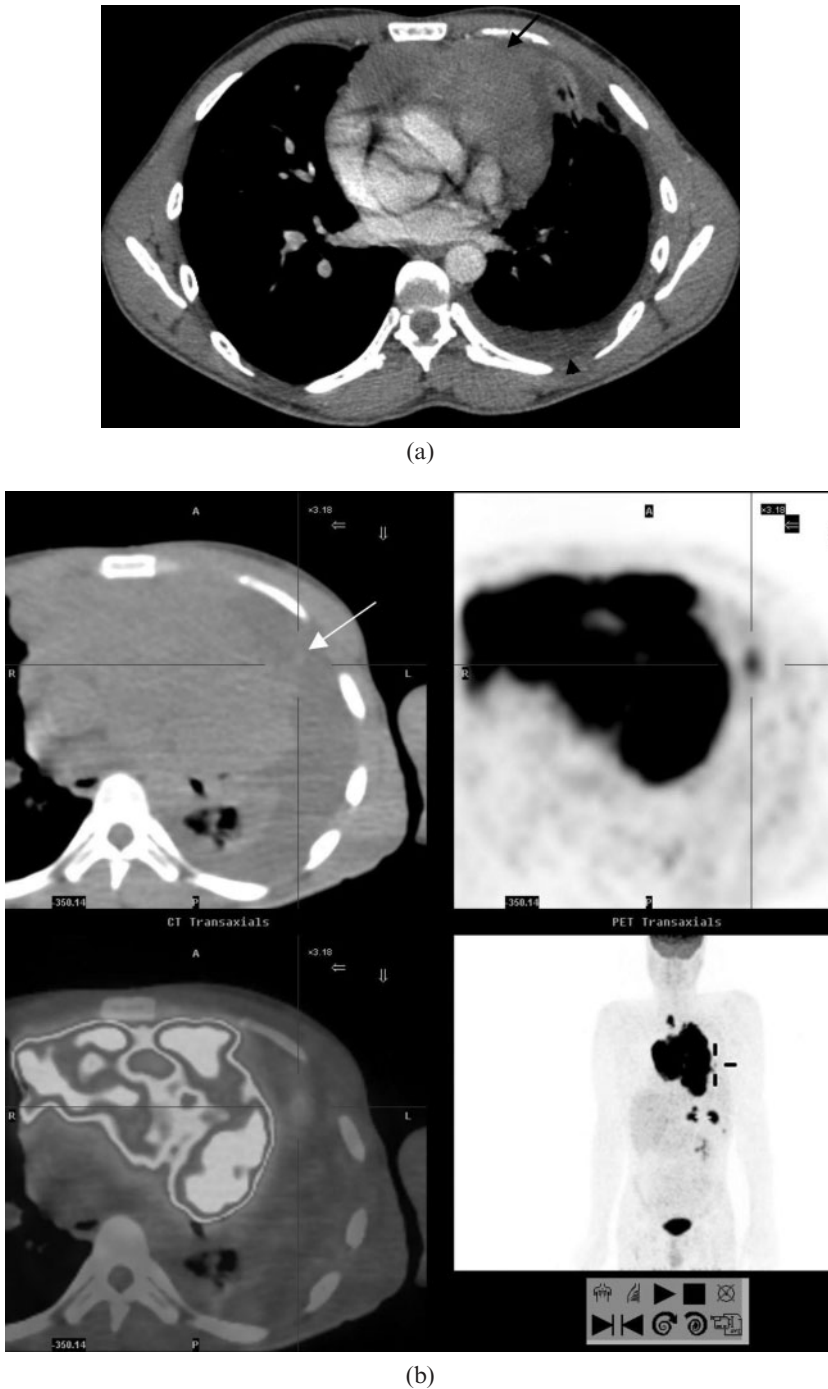 (a)
A
×3.18
A
×3.18
R
L
R
-350.14
P
-350.14
P
CT Transaxials
PET Transaxials
A
×3.18
R
L
-350.14
P
(b)